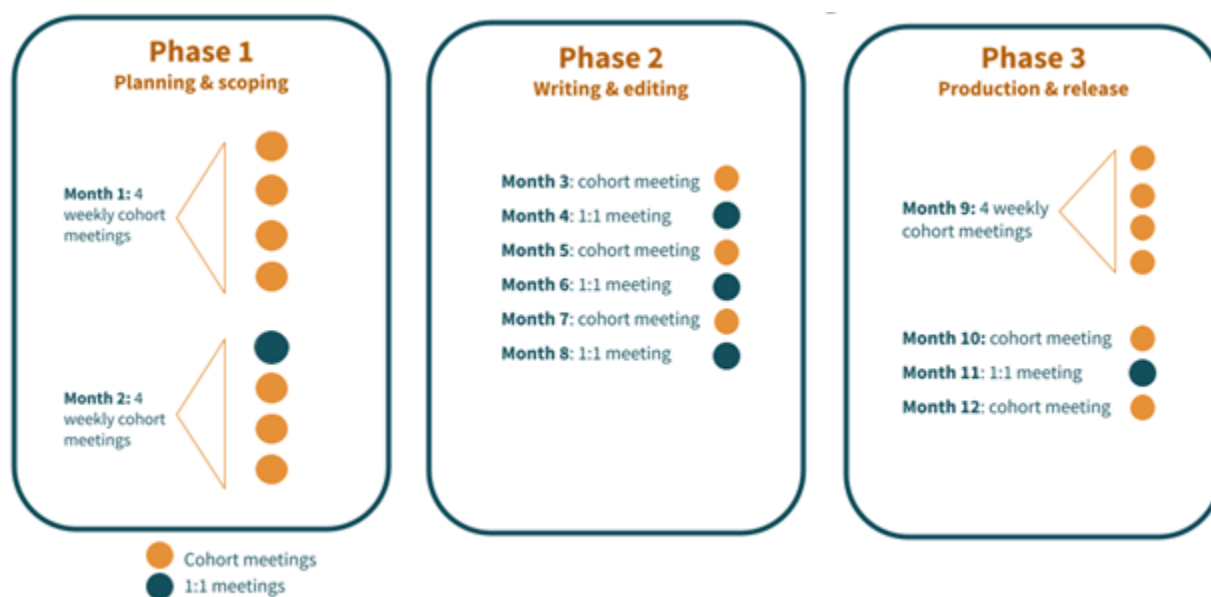 Phase 1
Planning & scoping
Month 1: 4
weekly cohort
meetings
Month 2: 4
weekly cohort
meetings
Phase 2
Writing & editing
Month 3: cohort meeting
Month 4: 1:1 meeting
Month 5: cohort meeting
Month 6: 1:1 meeting
Month 7: cohort meeting
Month 8: 1:1 meeting
Phase 3
Production & release
Month 9: 4 weekly
cohort meetings
Month 10: cohort meeting
Month 11: 1:1 meeting
Month 12: cohort meeting
Cohort meetings
1:1 meetings